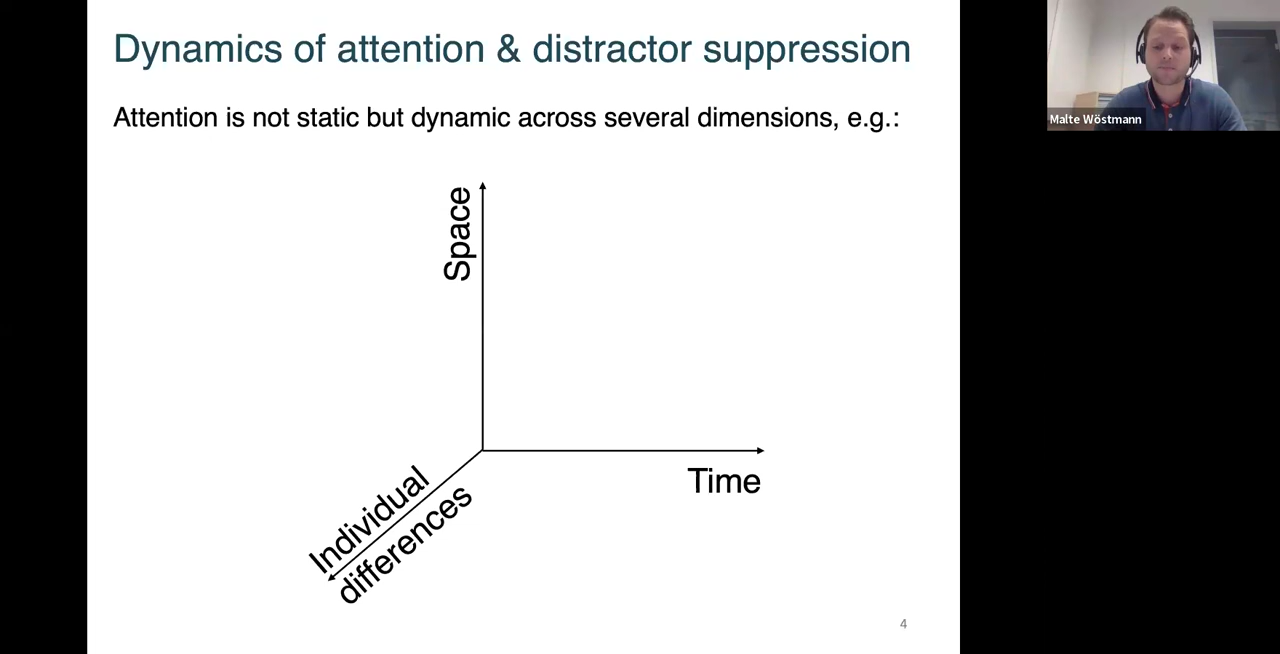 Dynamics of attention & distractor suppression
Attention is not static but dynamic across several dimensions, e.g.:
Space
Time
Individual
differences
4
Malte Wöstmann